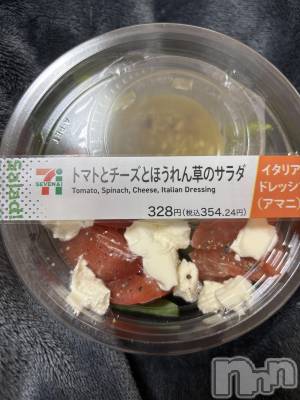 7i
SEVEN&i
トマトとチーズとほうれん草のサラダ
Tomato, Spinach, Cheese, Italian Dressing
328円(税込354.24円)
イタリア
ドレッシ
(アマニ)
nnn